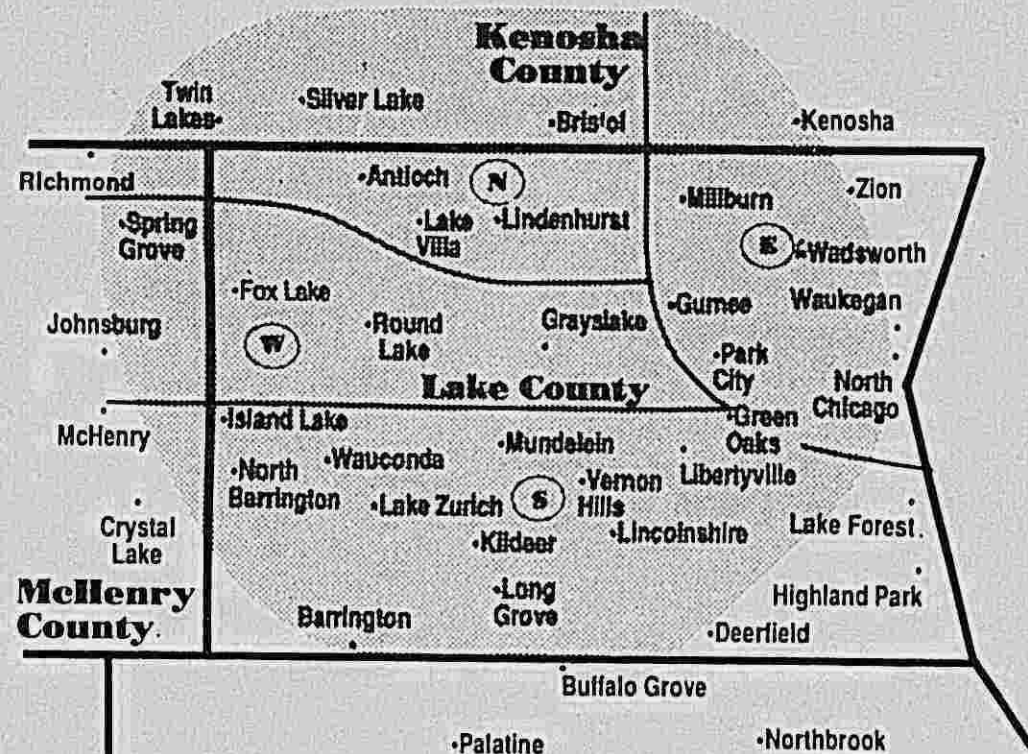 Kenosha
County
Twin
Lakes
Silver Lake
Bristol
Kenosha
Richmond
Antioch
N
Millburn
Zion
Spring
Grove
Lake
Villa
Lindenhurst
E
Wadsworth
Fox Lake
Gurnee
Waukegan
Johnsburg
W
Round
Lake
Grayslake
Park
City
North
Chicago
Lake County
McHenry
Island Lake
Green
Oaks
Mundelein
Wauconda
North
Barrington
Vernon
Hills
Libertyville
Lake Zurich
S
Crystal
Lake
Kildeer
Lincolnshire
Lake Forest
McHenry
County
Long
Grove
Highland Park
Barrington
Deerfield
Buffalo Grove
Palatine
Northbrook